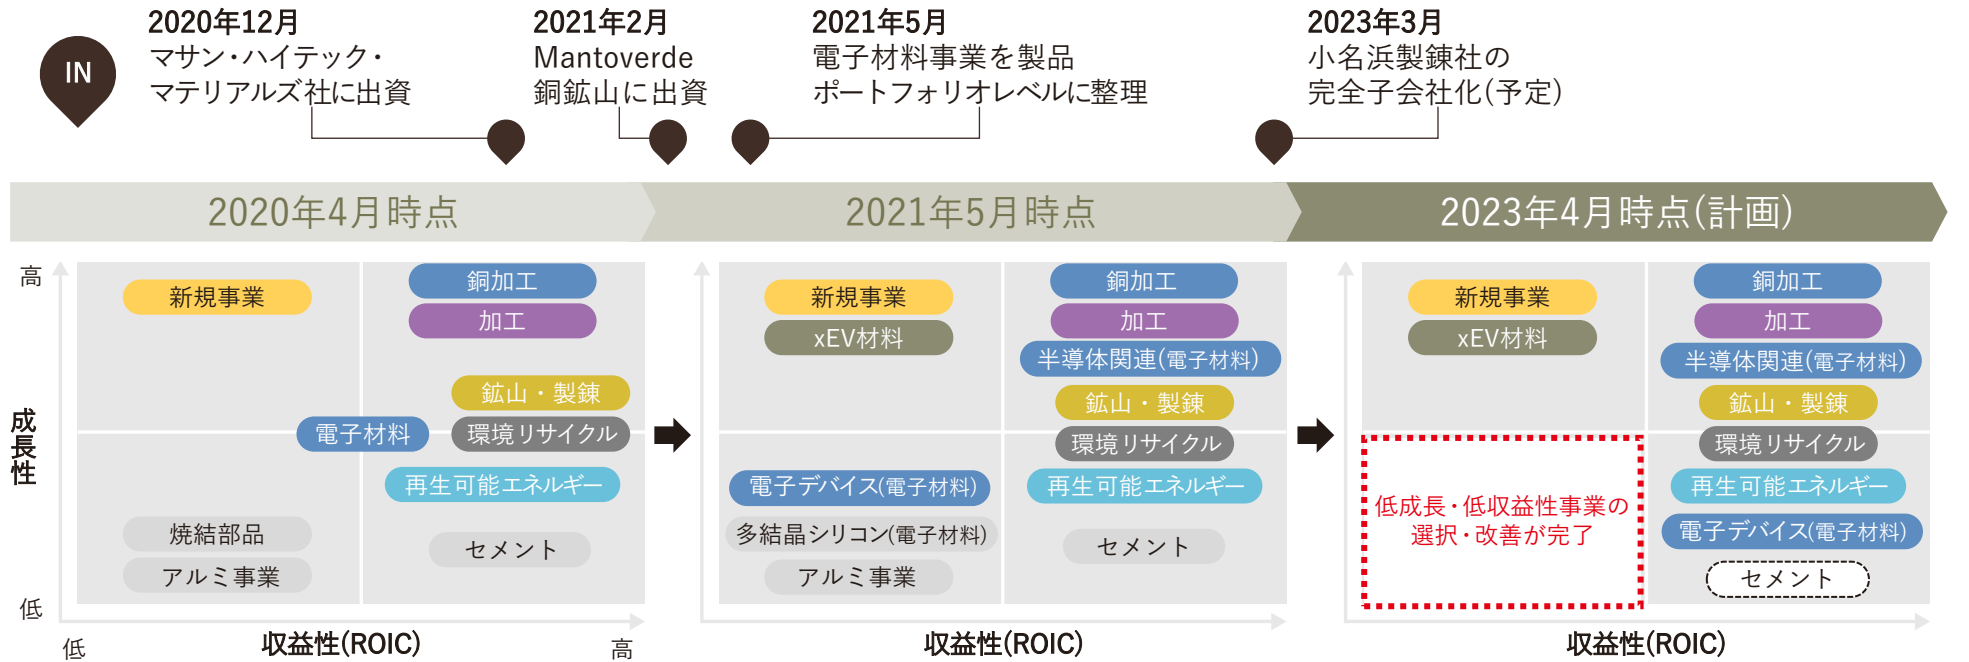 IN
2020年12月
マサン・ハイテック・
マテリアルズ社に出資
2021年2月
Mantoverde
銅鉱山に出資
2021年5月
電子材料事業を製品
ポートフォリオレベルに整理
2023年3月
小名浜製錬社の
完全子会社化(予定)
2020年4月時点
2021年5月時点
2023年4月時点(計画)
高
成長性
低
新規事業
銅加工
加工
鉱山・製錬
電子材料
環境リサイクル
再生可能エネルギー
焼結部品
アルミ事業
セメント
低
収益性(ROIC)
高
新規事業
xEV材料
銅加工
加工
半導体関連(電子材料)
鉱山・製錬
環境リサイクル
再生可能エネルギー
電子デバイス(電子材料)
多結晶シリコン(電子材料)
アルミ事業
セメント
収益性(ROIC)
新規事業
xEV材料
銅加工
加工
半導体関連(電子材料)
鉱山・製錬
環境リサイクル
再生可能エネルギー
電子デバイス(電子材料)
セメント
低成長・低収益性事業の
選択・改善が完了
収益性(ROIC)